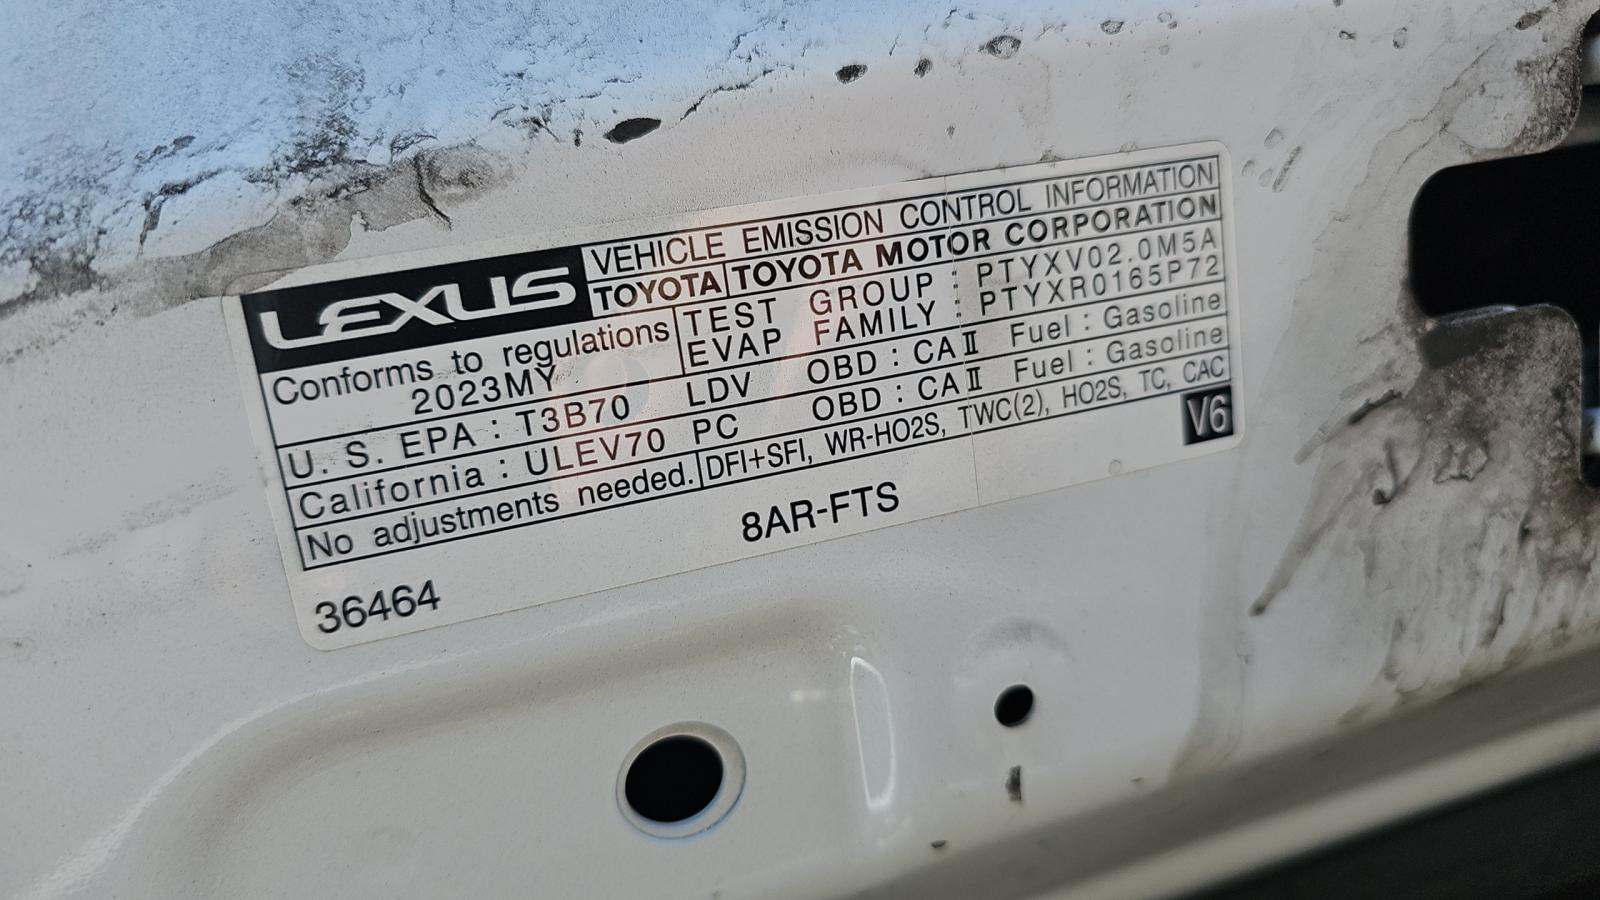 LEXUS
VEHICLE EMISSION CONTROL INFORMATION
TOYOTA TOYOTA MOTOR CORPORATION
Conforms to regulations
2023MY
TEST GROUP : PTYXV02.0M5A
EVAP FAMILY : PTYXR0165P72
U. S. EPA : T3B70 LDV OBD : CAⅡ Fuel : Gasoline
California : ULEV70 PC OBD : CAⅡ Fuel : Gasoline
No adjustments needed. DFI+SFI, WR-HO2S, TWC(2), HO2S, TC, CAC
8AR-FTS V6
36464